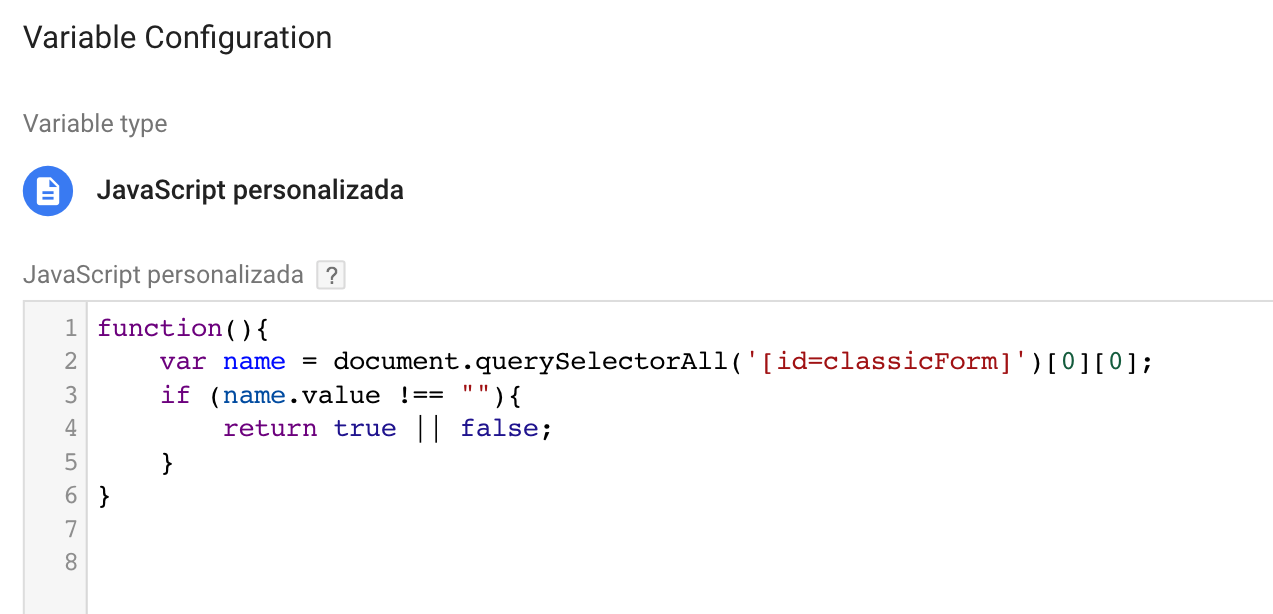 Variable Configuration
Variable type
JavaScript personalizada
JavaScript personalizada ?
1 function(){
2     var name = document.querySelectorAll('[id=classicForm]')[0][0];
3     if (name.value !== ""){
4         return true || false;
5     }
6 }
7
8